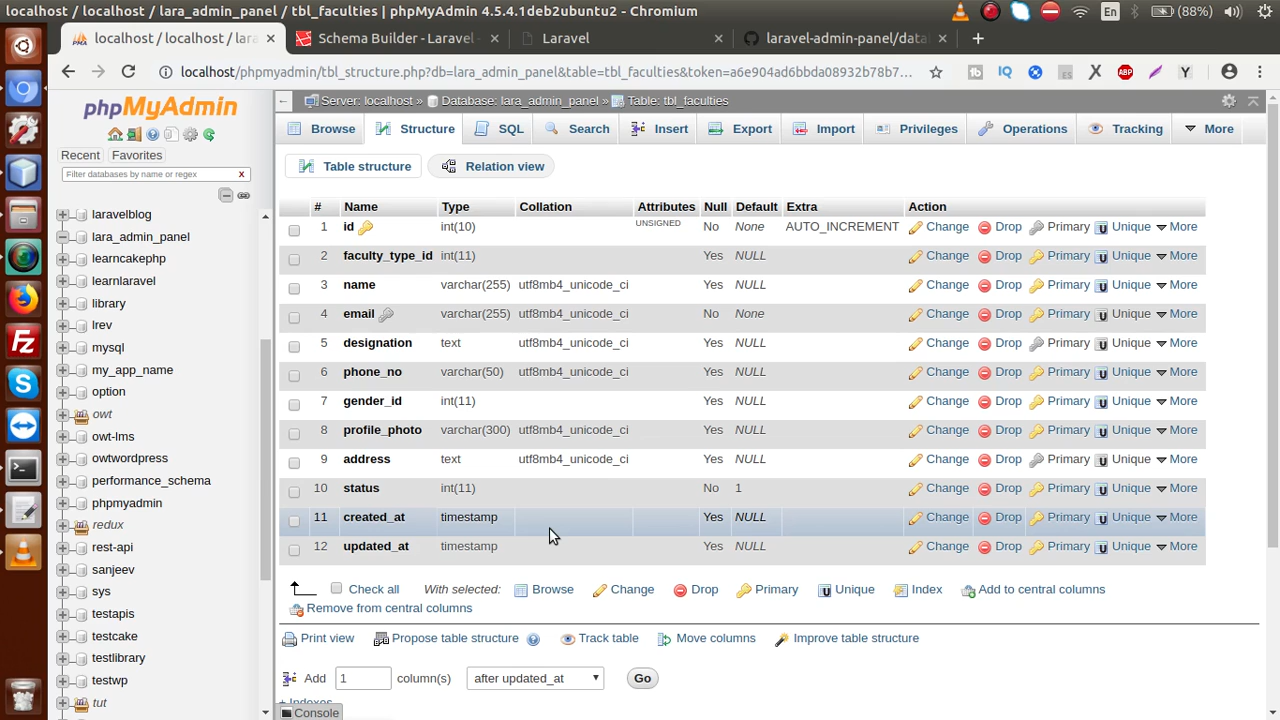 localhost / localhost / lara_admin_panel / tbl_faculties | phpMyAdmin 4.5.4.1deb2ubuntu2 - Chromium
En
(88%)
localhost / localhost / lara
Schema Builder - Laravel
Laravel
laravel-admin-panel/data
localhost/phpmyadmin/tbl_structure.php?db=lara_admin_panel&table=tbl_faculties&token=a6e904ad6bbda08932b78b7...
phpMyAdmin
Recent Favorites
Filter databases by name or regex X
laravelblog
lara_admin_panel
learncakephp
learnlaravel
library
lrev
mysql
my_app_name
option
owt
owt-lms
owtwordpress
performance_schema
phpmyadmin
redux
rest-api
sanjeev
sys
testapis
testcake
testlibrary
testwp
tut
Server: localhost » Database: lara_admin_panel » Table: tbl_faculties
Browse Structure SQL Search Insert Export Import Privileges Operations Tracking More
Table structure Relation view
# Name Type Collation Attributes Null Default Extra Action
1 id int(10) UNSIGNED No None AUTO_INCREMENT Change Drop Primary Unique More
2 faculty_type_id int(11) Yes NULL Change Drop Primary Unique More
3 name varchar(255) utf8mb4_unicode_ci Yes NULL Change Drop Primary Unique More
4 email varchar(255) utf8mb4_unicode_ci No None Change Drop Primary Unique More
5 designation text utf8mb4_unicode_ci Yes NULL Change Drop Primary Unique More
6 phone_no varchar(50) utf8mb4_unicode_ci Yes NULL Change Drop Primary Unique More
7 gender_id int(11) Yes NULL Change Drop Primary Unique More
8 profile_photo varchar(300) utf8mb4_unicode_ci Yes NULL Change Drop Primary Unique More
9 address text utf8mb4_unicode_ci Yes NULL Change Drop Primary Unique More
10 status int(11) No 1 Change Drop Primary Unique More
11 created_at timestamp Yes NULL Change Drop Primary Unique More
12 updated_at timestamp Yes NULL Change Drop Primary Unique More
Check all With selected: Browse Change Drop Primary Unique Index Add to central columns
Remove from central columns
Print view Propose table structure Track table Move columns Improve table structure
Add 1 column(s) after updated_at Go
+ Indexes
Console